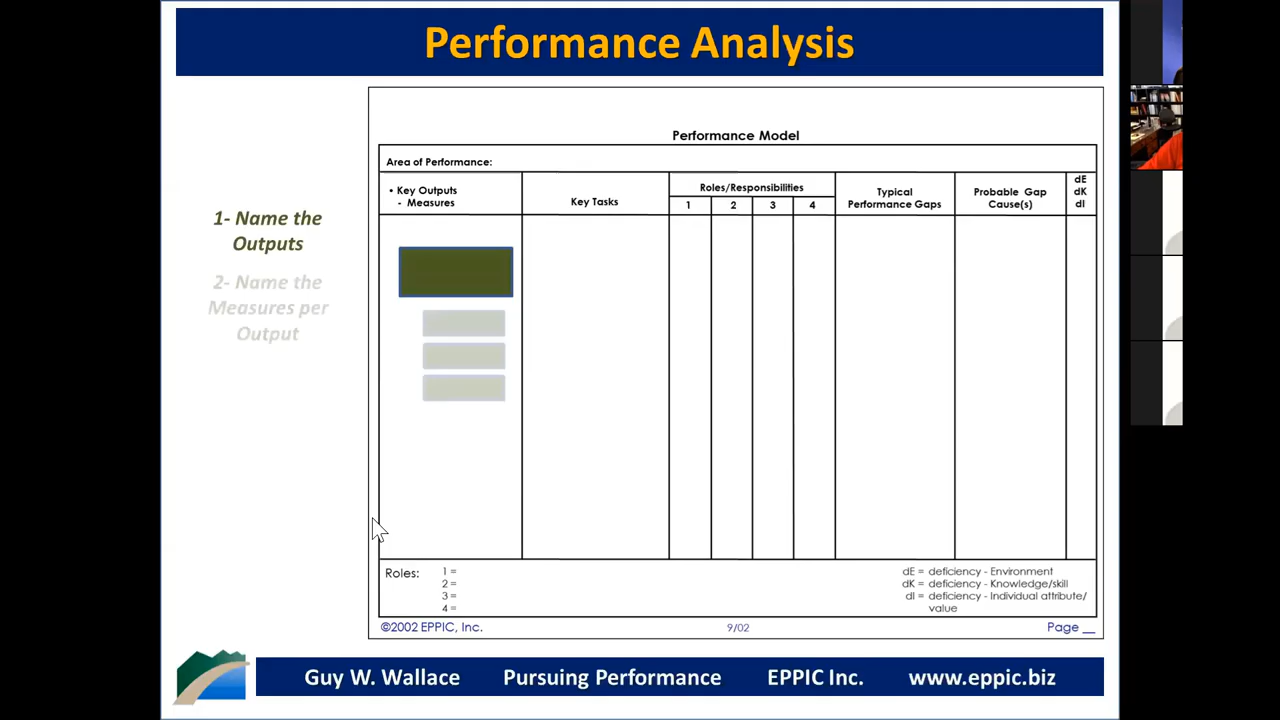 Performance Analysis
1- Name the
Outputs
2- Name the
Measures per
Output
Performance Model
Area of Performance:
• Key Outputs
- Measures
Key Tasks
Roles/Responsibilities
1 2 3 4
Typical
Performance Gaps
Probable Gap
Cause(s)
dE
dK
dI
Roles: 1 =
2 =
3 =
4 =
dE = deficiency - Environment
dK = deficiency - Knowledge/skill
dI = deficiency - Individual attribute/
value
©2002 EPPIC, Inc. 9/02 Page __
Guy W. Wallace Pursuing Performance EPPIC Inc. www.eppic.biz